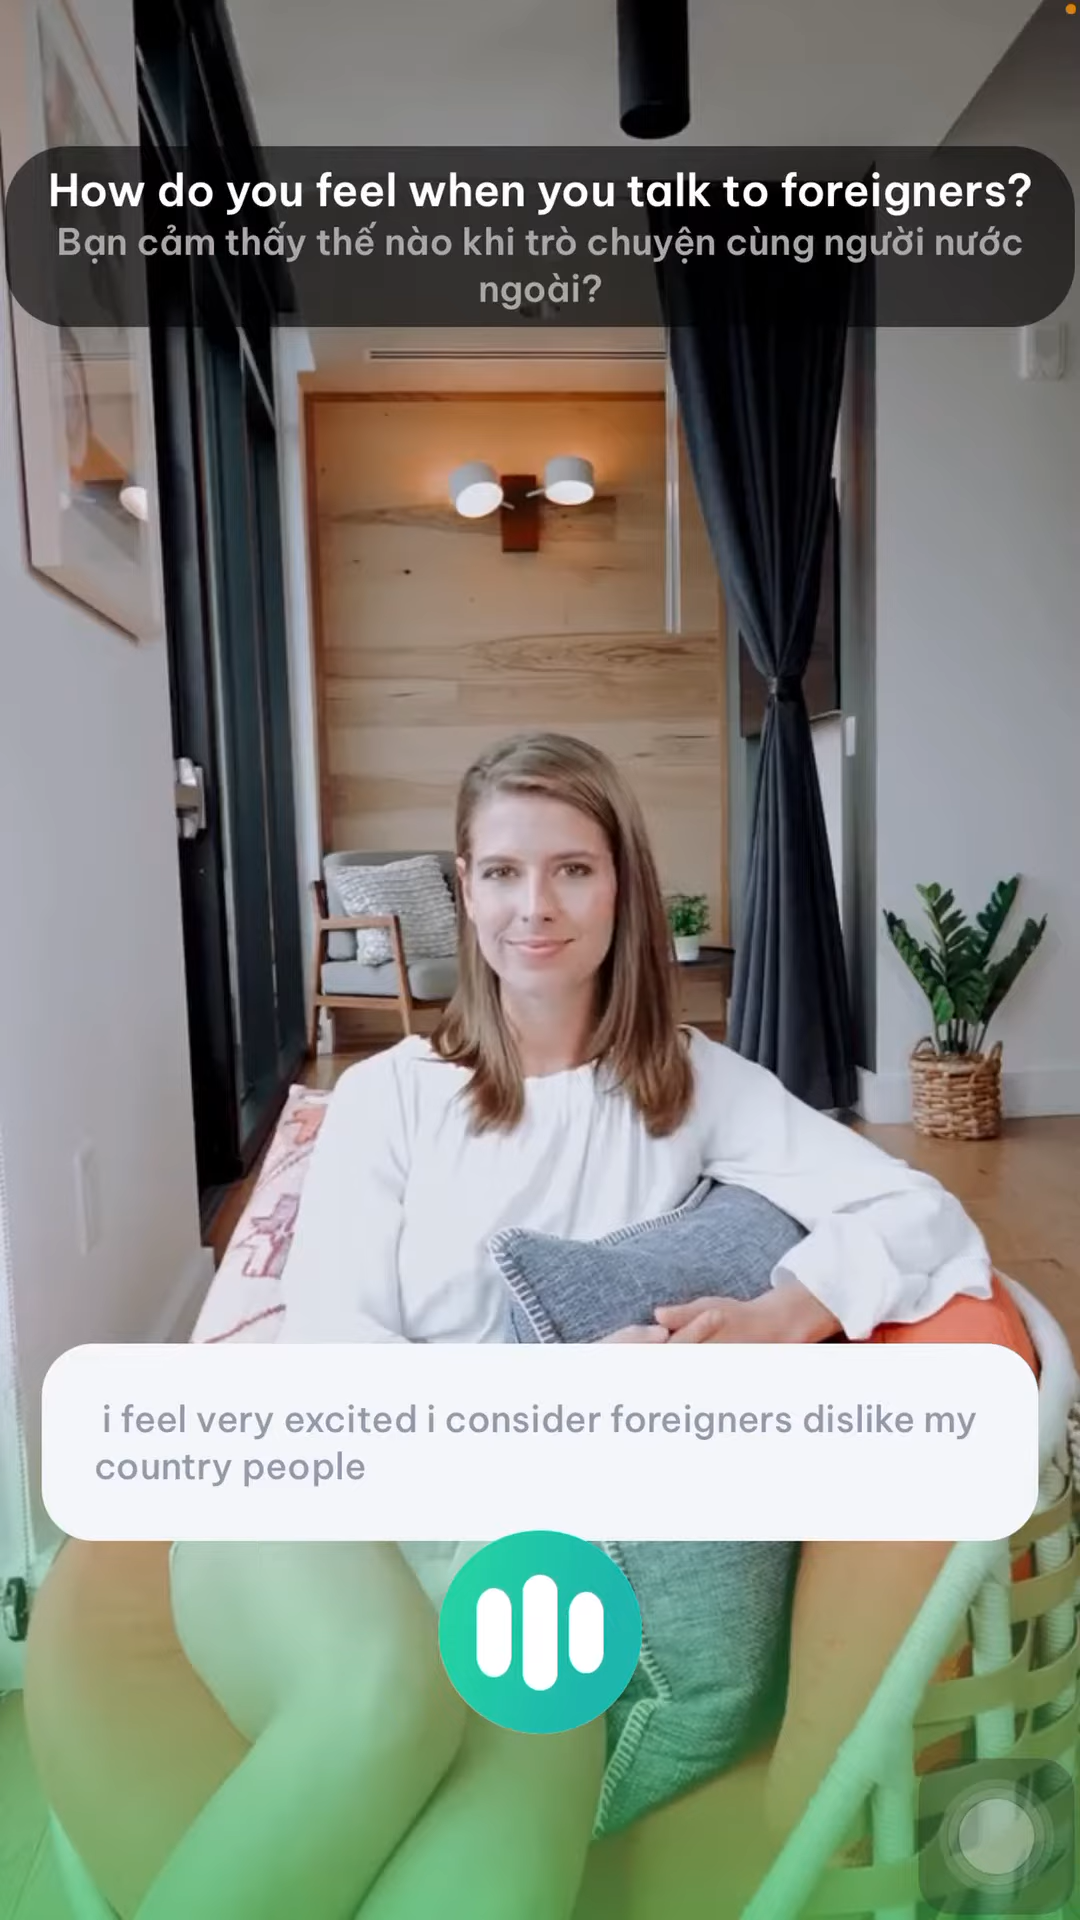 How do you feel when you talk to foreigners?
Bạn cảm thấy thế nào khi trò chuyện cùng người nước
ngoài?
i feel very excited i consider foreigners dislike my
country people